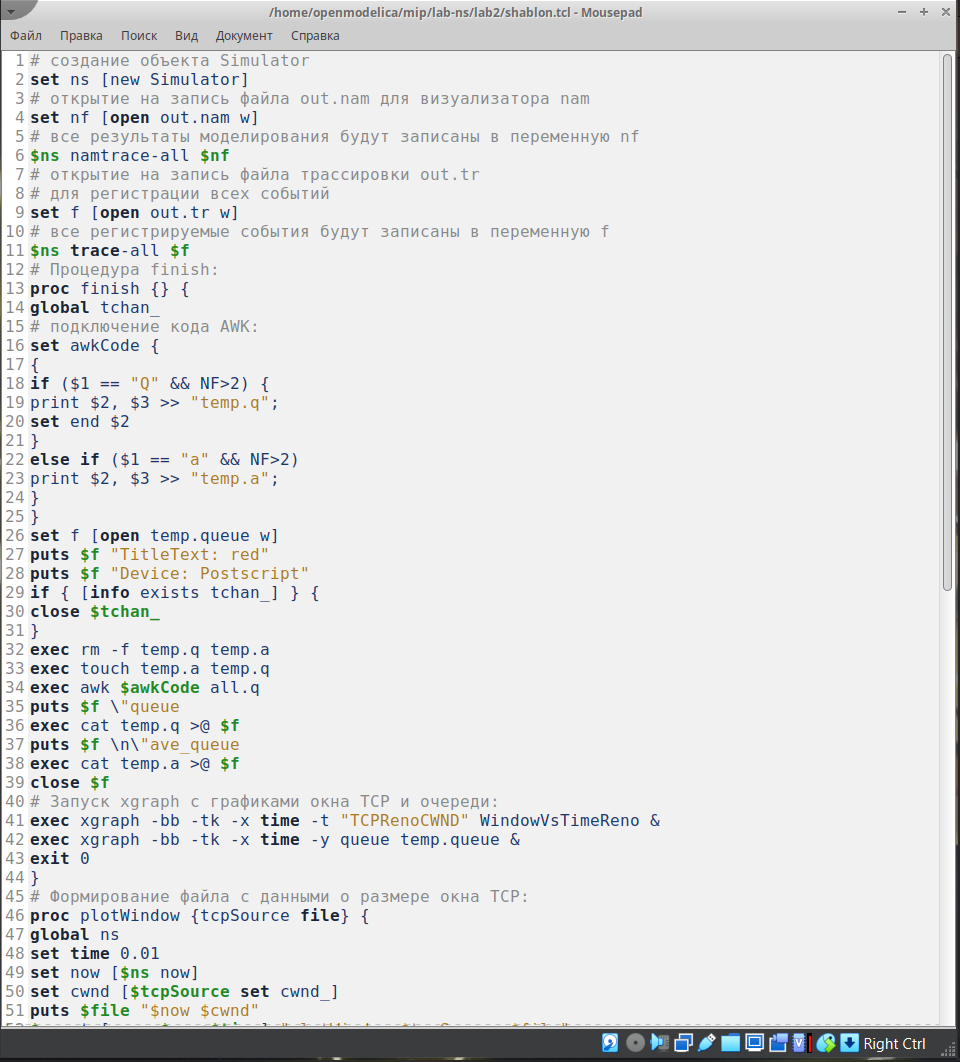 /home/openmodelica/mip/lab-ns/lab2/shablon.tcl - Mousepad
Файл Правка Поиск Вид Документ Справка
1 # создание объекта Simulator
2 set ns [new Simulator]
3 # открытие на запись файла out.nam для визуализатора nam
4 set nf [open out.nam w]
5 # все результаты моделирования будут записаны в переменную nf
6 $ns namtrace-all $nf
7 # открытие на запись файла трассировки out.tr
8 # для регистрации всех событий
9 set f [open out.tr w]
10 # все регистрируемые события будут записаны в переменную f
11 $ns trace-all $f
12 # Процедура finish:
13 proc finish {} {
14 global tchan_
15 # подключение кода AWK:
16 set awkCode {
17 {
18 if ($1 == "Q" && NF>2) {
19 print $2, $3 >> "temp.q";
20 set end $2
21 }
22 else if ($1 == "a" && NF>2)
23 print $2, $3 >> "temp.a";
24 }
25 }
26 set f [open temp.queue w]
27 puts $f "TitleText: red"
28 puts $f "Device: Postscript"
29 if { [info exists tchan_] } {
30 close $tchan_
31 }
32 exec rm -f temp.q temp.a
33 exec touch temp.a temp.q
34 exec awk $awkCode all.q
35 puts $f \"queue
36 exec cat temp.q >@ $f
37 puts $f \n\"ave_queue
38 exec cat temp.a >@ $f
39 close $f
40 # Запуск xgraph с графиками окна TCP и очереди:
41 exec xgraph -bb -tk -x time -t "TCPRenoCWND" WindowVsTimeReno &
42 exec xgraph -bb -tk -x time -y queue temp.queue &
43 exit 0
44 }
45 # Формирование файла с данными о размере окна TCP:
46 proc plotWindow {tcpSource file} {
47 global ns
48 set time 0.01
49 set now [$ns now]
50 set cwnd [$tcpSource set cwnd_]
51 puts $file "$now $cwnd"
Right Ctrl